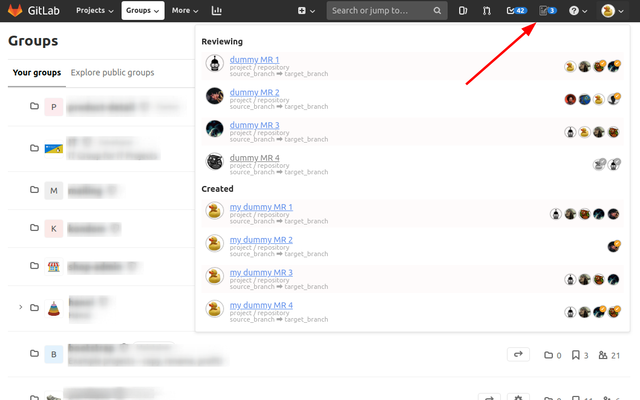 GitLab Projects Groups More Search or jump to... 42 3
Groups
Your groups Explore public groups
Reviewing
dummy MR 1
project / repository
source_branch ➡ target_branch
dummy MR 2
project / repository
source_branch ➡ target_branch
dummy MR 3
project / repository
source_branch ➡ target_branch
dummy MR 4
project / repository
source_branch ➡ target_branch
Created
my dummy MR 1
project / repository
source_branch ➡ target_branch
my dummy MR 2
project / repository
source_branch ➡ target_branch
my dummy MR 3
project / repository
source_branch ➡ target_branch
my dummy MR 4
project / repository
source_branch ➡ target_branch
P
M
K
B
0 3 21